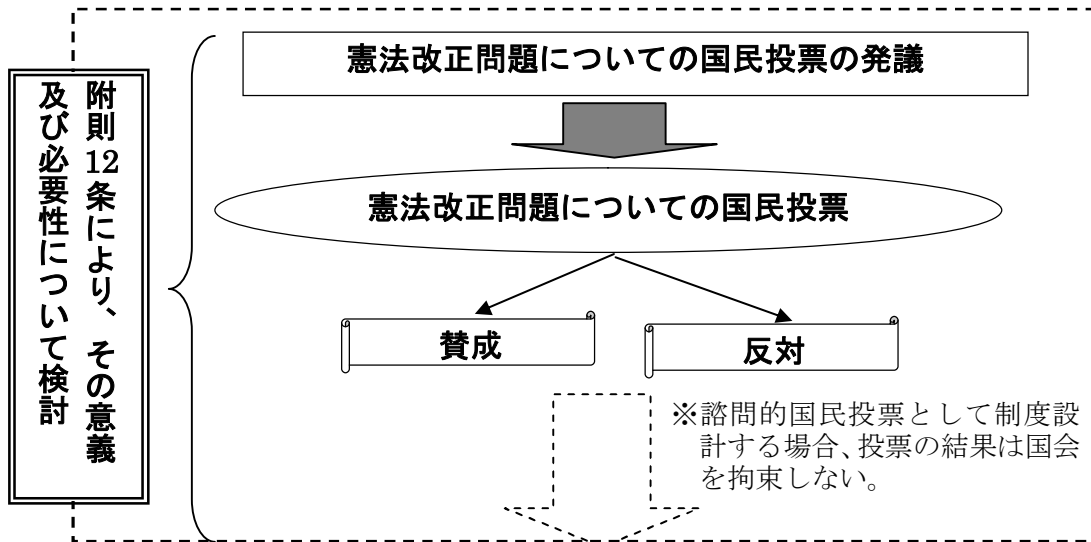 附則12条により、その意義
及び必要性について検討
憲法改正問題についての国民投票の発議
憲法改正問題についての国民投票
賛成
反対
※諮問的国民投票として制度設
計する場合、投票の結果は国会
を拘束しない。